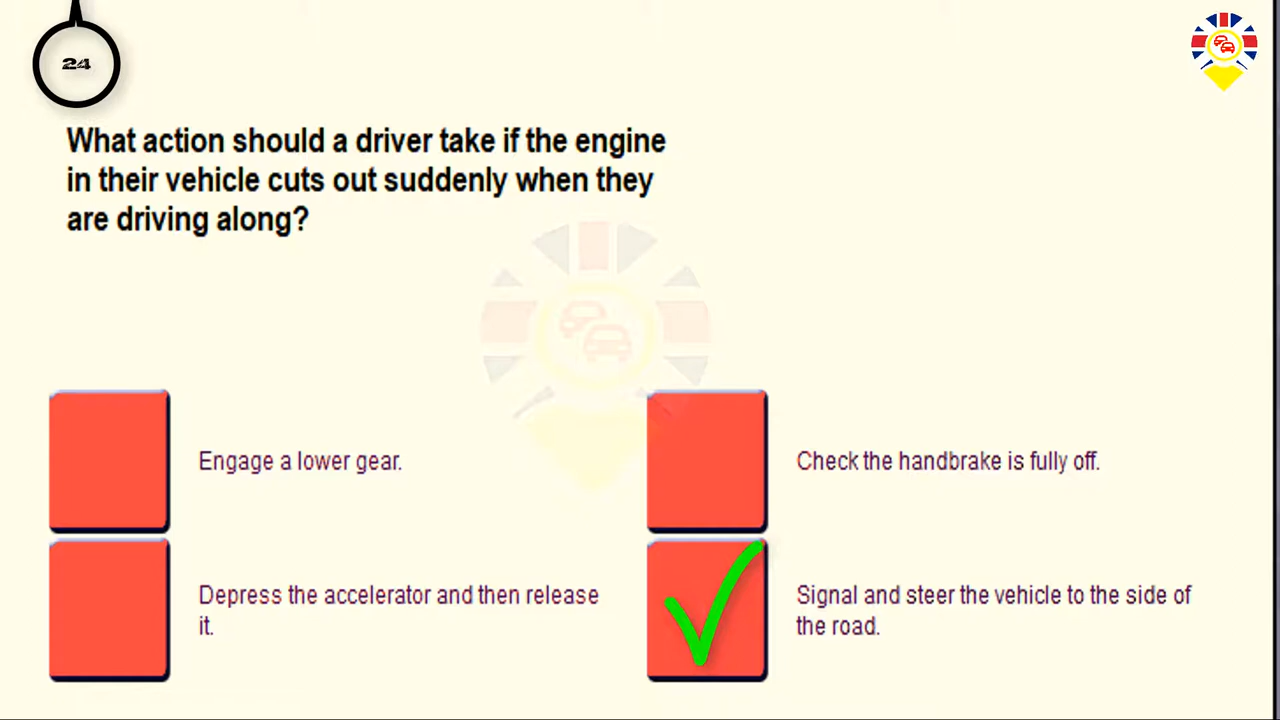 24
What action should a driver take if the engine
in their vehicle cuts out suddenly when they
are driving along?
Engage a lower gear.
Check the handbrake is fully off.
Depress the accelerator and then release
it.
Signal and steer the vehicle to the side of
the road.